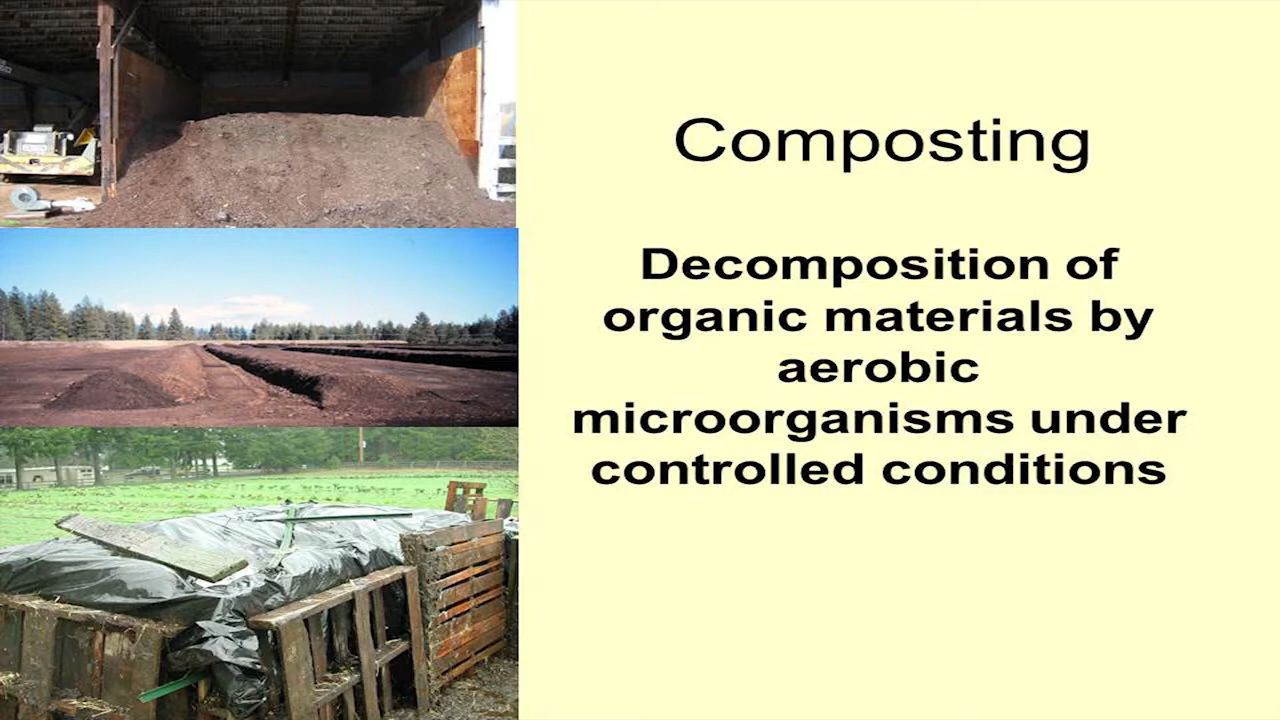 Composting
Decomposition of
organic materials by
aerobic
microorganisms under
controlled conditions